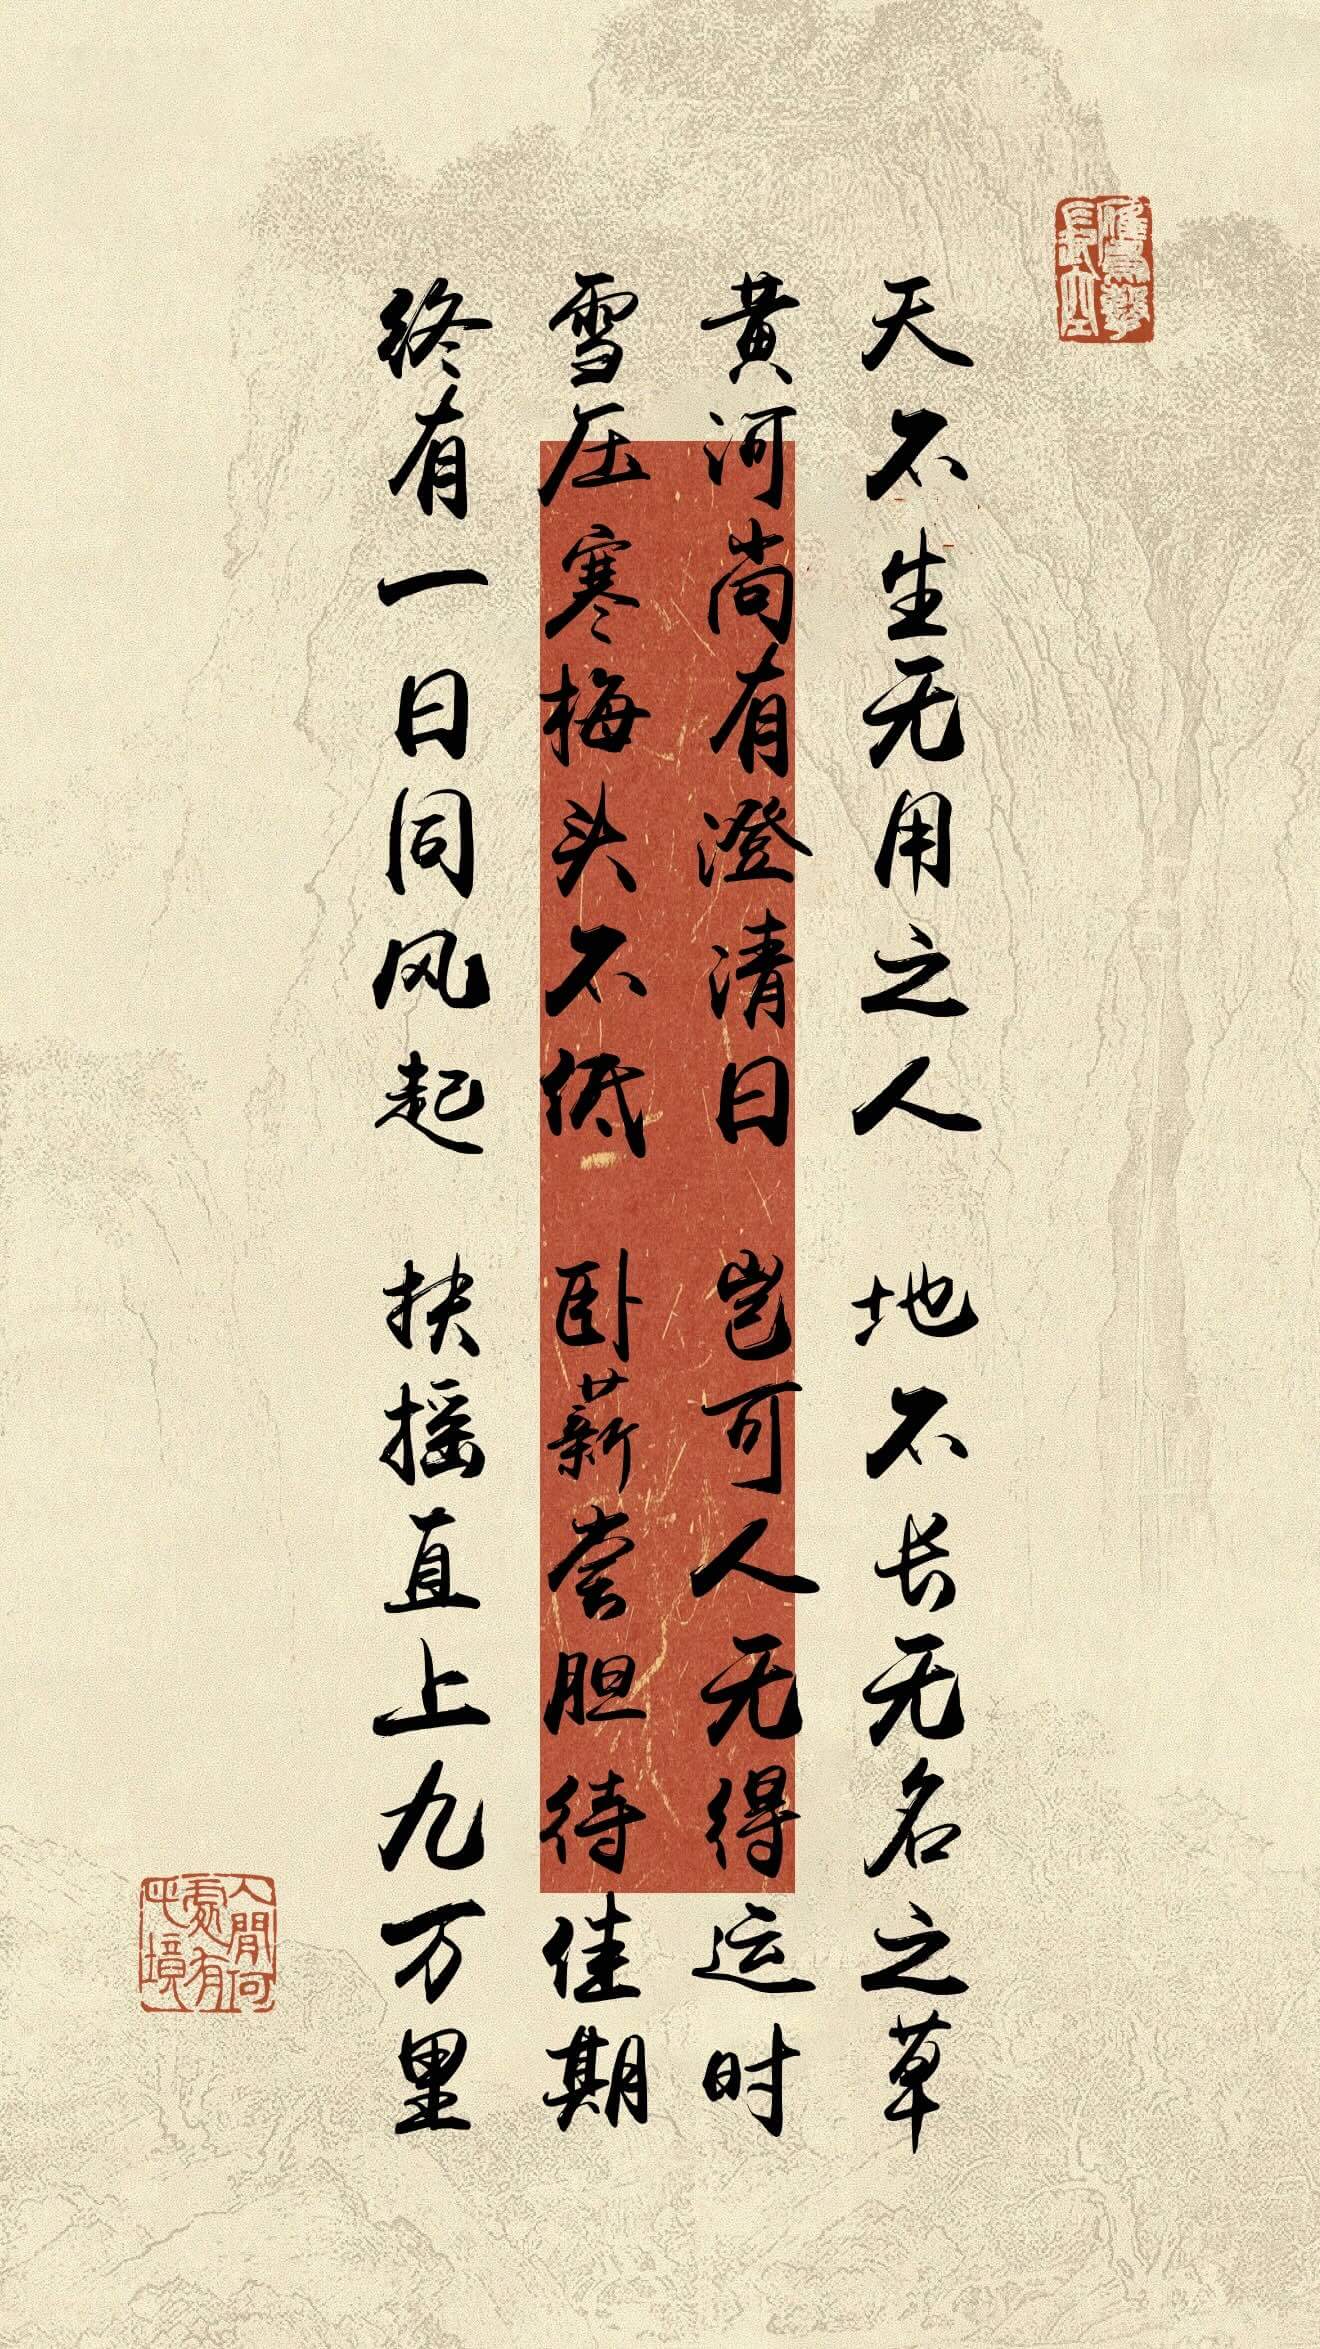 天不生无用之人 地不长无名之草
黄河尚有澄清日 岂可人无得运时
雪压寒梅头不低 卧薪尝胆待佳期
终有一日同风起 扶摇直上九万里
人間何處有此境